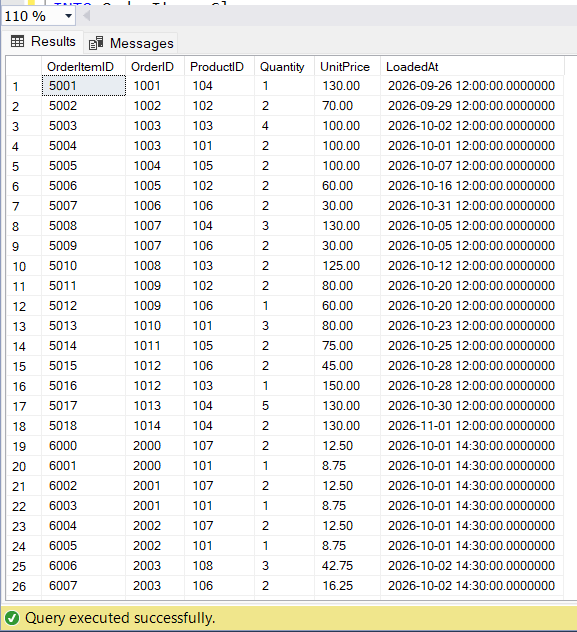 110 %
Results Messages
OrderItemID OrderID ProductID Quantity UnitPrice LoadedAt
1 5001 1001 104 1 130.00 2026-09-26 12:00:00.0000000
2 5002 1002 102 2 70.00 2026-09-29 12:00:00.0000000
3 5003 1003 103 4 100.00 2026-10-02 12:00:00.0000000
4 5004 1003 101 2 100.00 2026-10-01 12:00:00.0000000
5 5005 1004 105 2 100.00 2026-10-07 12:00:00.0000000
6 5006 1005 102 2 60.00 2026-10-16 12:00:00.0000000
7 5007 1006 106 2 30.00 2026-10-31 12:00:00.0000000
8 5008 1007 104 3 130.00 2026-10-05 12:00:00.0000000
9 5009 1007 106 2 30.00 2026-10-05 12:00:00.0000000
10 5010 1008 103 2 125.00 2026-10-12 12:00:00.0000000
11 5011 1009 102 2 80.00 2026-10-20 12:00:00.0000000
12 5012 1009 106 1 60.00 2026-10-20 12:00:00.0000000
13 5013 1010 101 3 80.00 2026-10-23 12:00:00.0000000
14 5014 1011 105 2 75.00 2026-10-25 12:00:00.0000000
15 5015 1012 106 2 45.00 2026-10-28 12:00:00.0000000
16 5016 1012 103 1 150.00 2026-10-28 12:00:00.0000000
17 5017 1013 104 5 130.00 2026-10-30 12:00:00.0000000
18 5018 1014 104 2 130.00 2026-11-01 12:00:00.0000000
19 6000 2000 107 2 12.50 2026-10-01 14:30:00.0000000
20 6001 2000 101 1 8.75 2026-10-01 14:30:00.0000000
21 6002 2001 107 2 12.50 2026-10-01 14:30:00.0000000
22 6003 2001 101 1 8.75 2026-10-01 14:30:00.0000000
23 6004 2002 107 2 12.50 2026-10-01 14:30:00.0000000
24 6005 2002 101 1 8.75 2026-10-01 14:30:00.0000000
25 6006 2003 108 3 42.75 2026-10-02 14:30:00.0000000
26 6007 2003 106 2 16.25 2026-10-02 14:30:00.0000000
Query executed successfully.